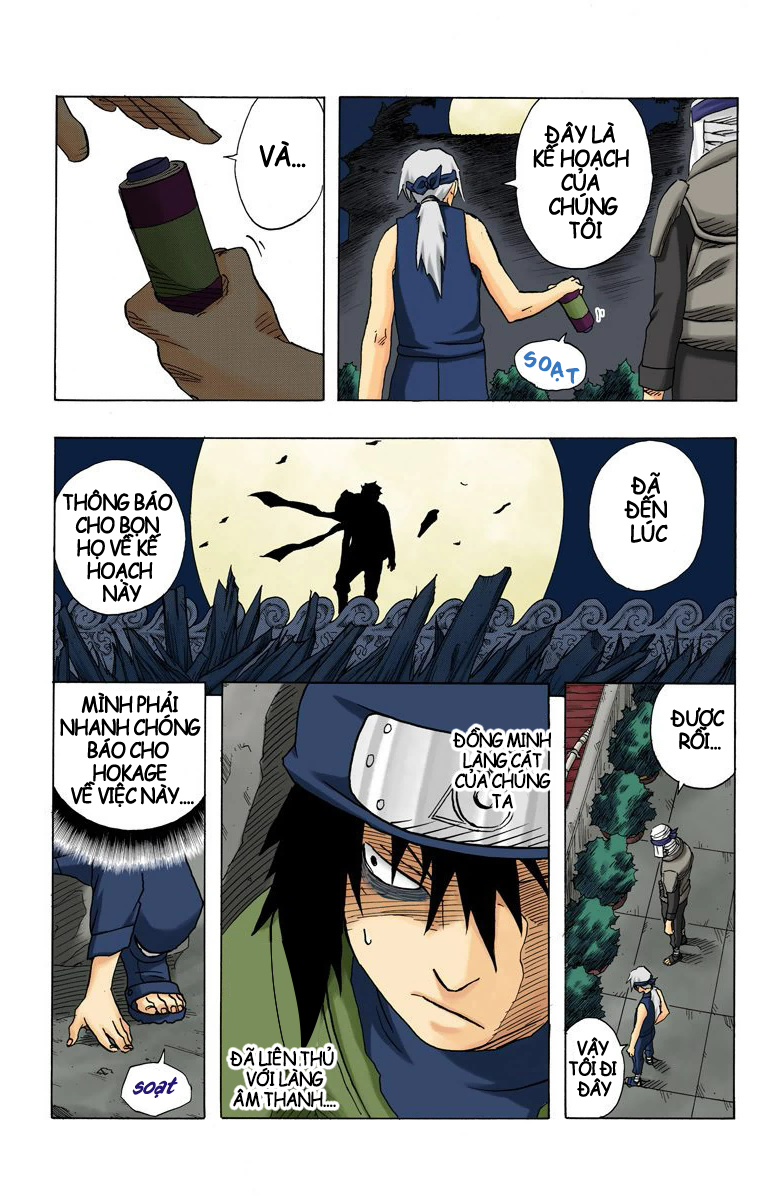 ĐÂY LÀ
KẾ HOẠCH
CỦA
CHÚNG
TÔI
SOẠT
VÀ...
ĐÃ
ĐẾN
LÚC
THÔNG BÁO
CHO BỌN
HỌ VỀ KẾ
HOẠCH
NÀY
ĐƯỢC
RỒI...
VẬY
TÔI ĐI
ĐÂY
ĐỒNG MINH
LÀNG CÁT
CỦA CHÚNG
TA
ĐÃ LIÊN THỦ
VỚI LÀNG
ÂM THANH....
MÌNH PHẢI
NHANH CHÓNG
BÁO CHO
HOKAGE
VỀ VIỆC NÀY....
soạt